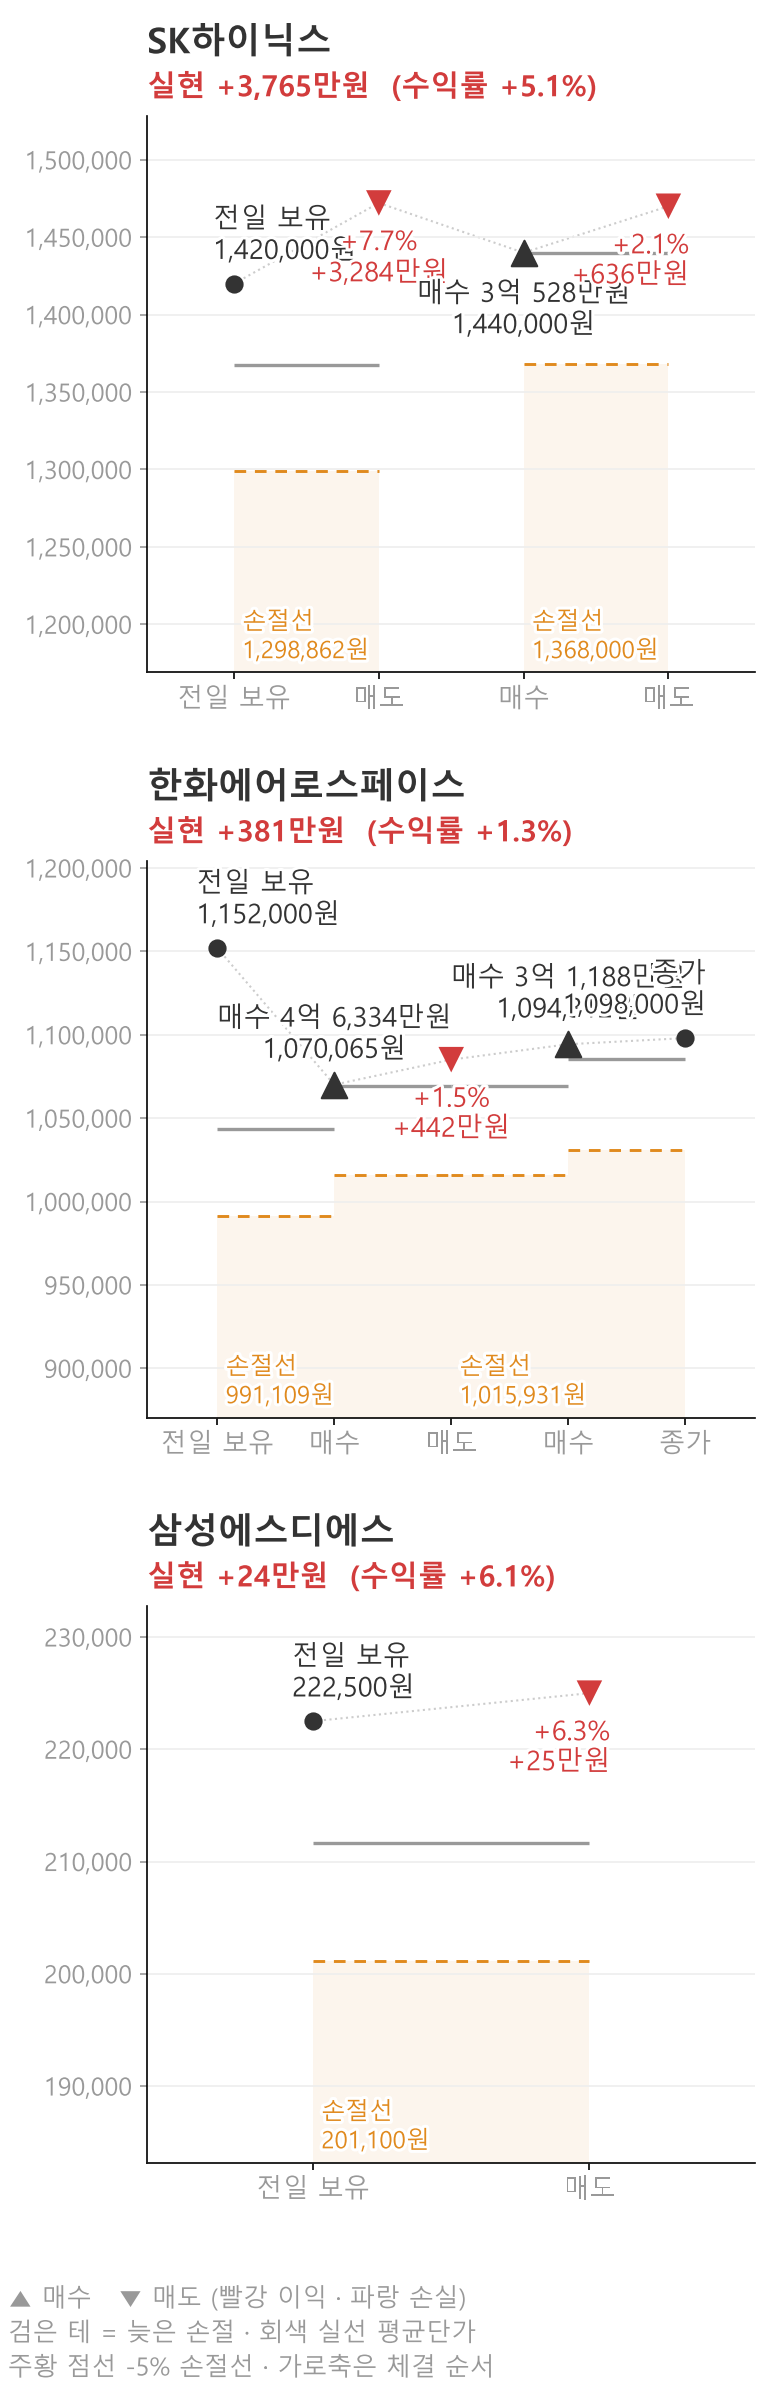 SK하이닉스
실현 +3,765만원 (수익률 +5.1%)
1,500,000
1,450,000
1,400,000
1,350,000
1,300,000
1,250,000
1,200,000
전일 보유
1,420,000원
+7.7%
+3,284만원
매수 3억 528만원
1,440,000원
+2.1%
+636만원
손절선
1,298,862원
손절선
1,368,000원
전일 보유
매도
매수
매도
한화에어로스페이스
실현 +381만원 (수익률 +1.3%)
1,200,000
1,150,000
1,100,000
1,050,000
1,000,000
950,000
900,000
전일 보유
1,152,000원
매수 4억 6,334만원
1,070,065원
+1.5%
+442만원
매수 3억 1,188만원
종가
1,098,000원
손절선
991,109원
손절선
1,015,931원
전일 보유
매수
매도
매수
종가
삼성에스디에스
실현 +24만원 (수익률 +6.1%)
230,000
220,000
210,000
200,000
190,000
전일 보유
222,500원
+6.3%
+25만원
손절선
201,100원
전일 보유
매도
▲ 매수 ▼ 매도 (빨강 이익 · 파랑 손실)
검은 테 = 늦은 손절 · 회색 실선 평균단가
주황 점선 -5% 손절선 · 가로축은 체결 순서